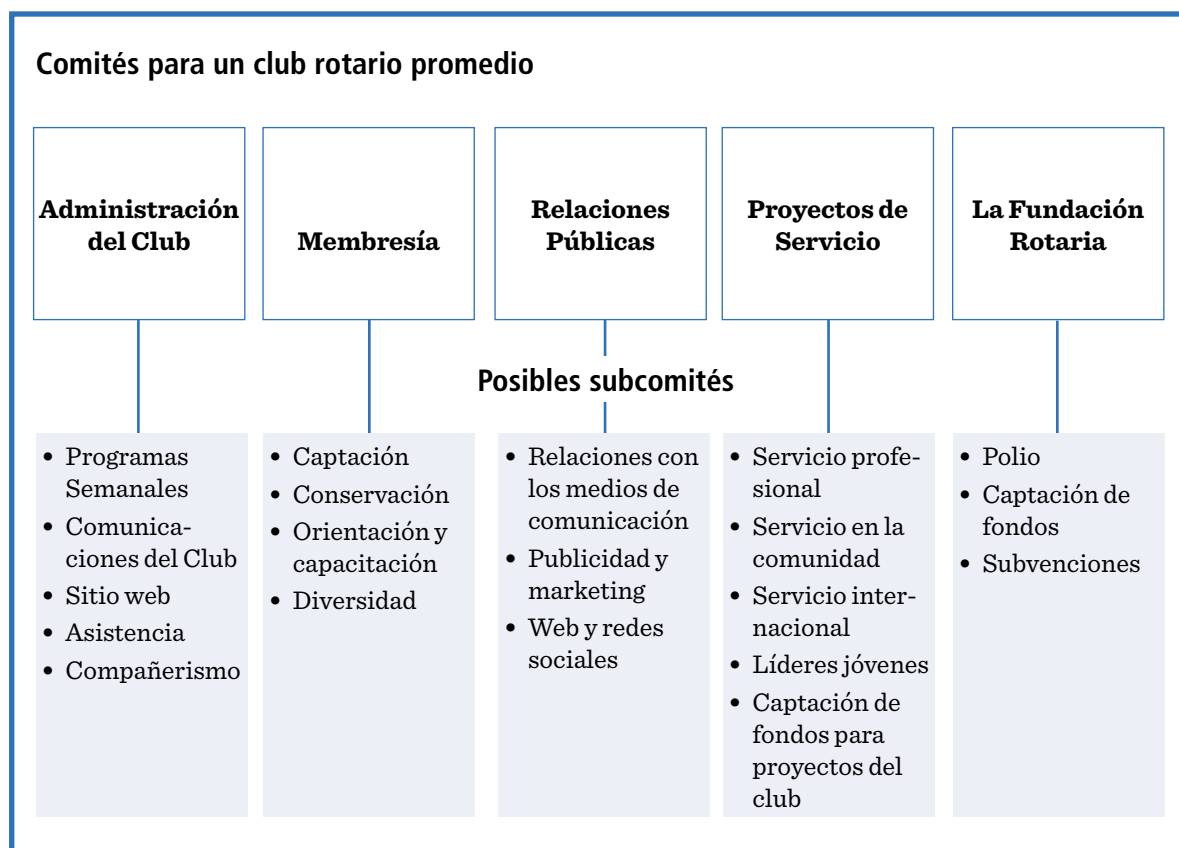 Comités para un club rotario promedio
Administración
del Club
Membresía
Relaciones
Públicas
Proyectos de
Servicio
La Fundación
Rotaria
Posibles subcomités
• Programas
Semanales
• Comunica-
ciones del Club
• Sitio web
• Asistencia
• Compañerismo
• Captación
• Conservación
• Orientación y
capacitación
• Diversidad
• Relaciones con
los medios de
comunicación
• Publicidad y
marketing
• Web y redes
sociales
• Servicio profe-
sional
• Servicio en la
comunidad
• Servicio inter-
nacional
• Líderes jóvenes
• Captación de
fondos para
proyectos del
club
• Polio
• Captación de
fondos
• Subvenciones